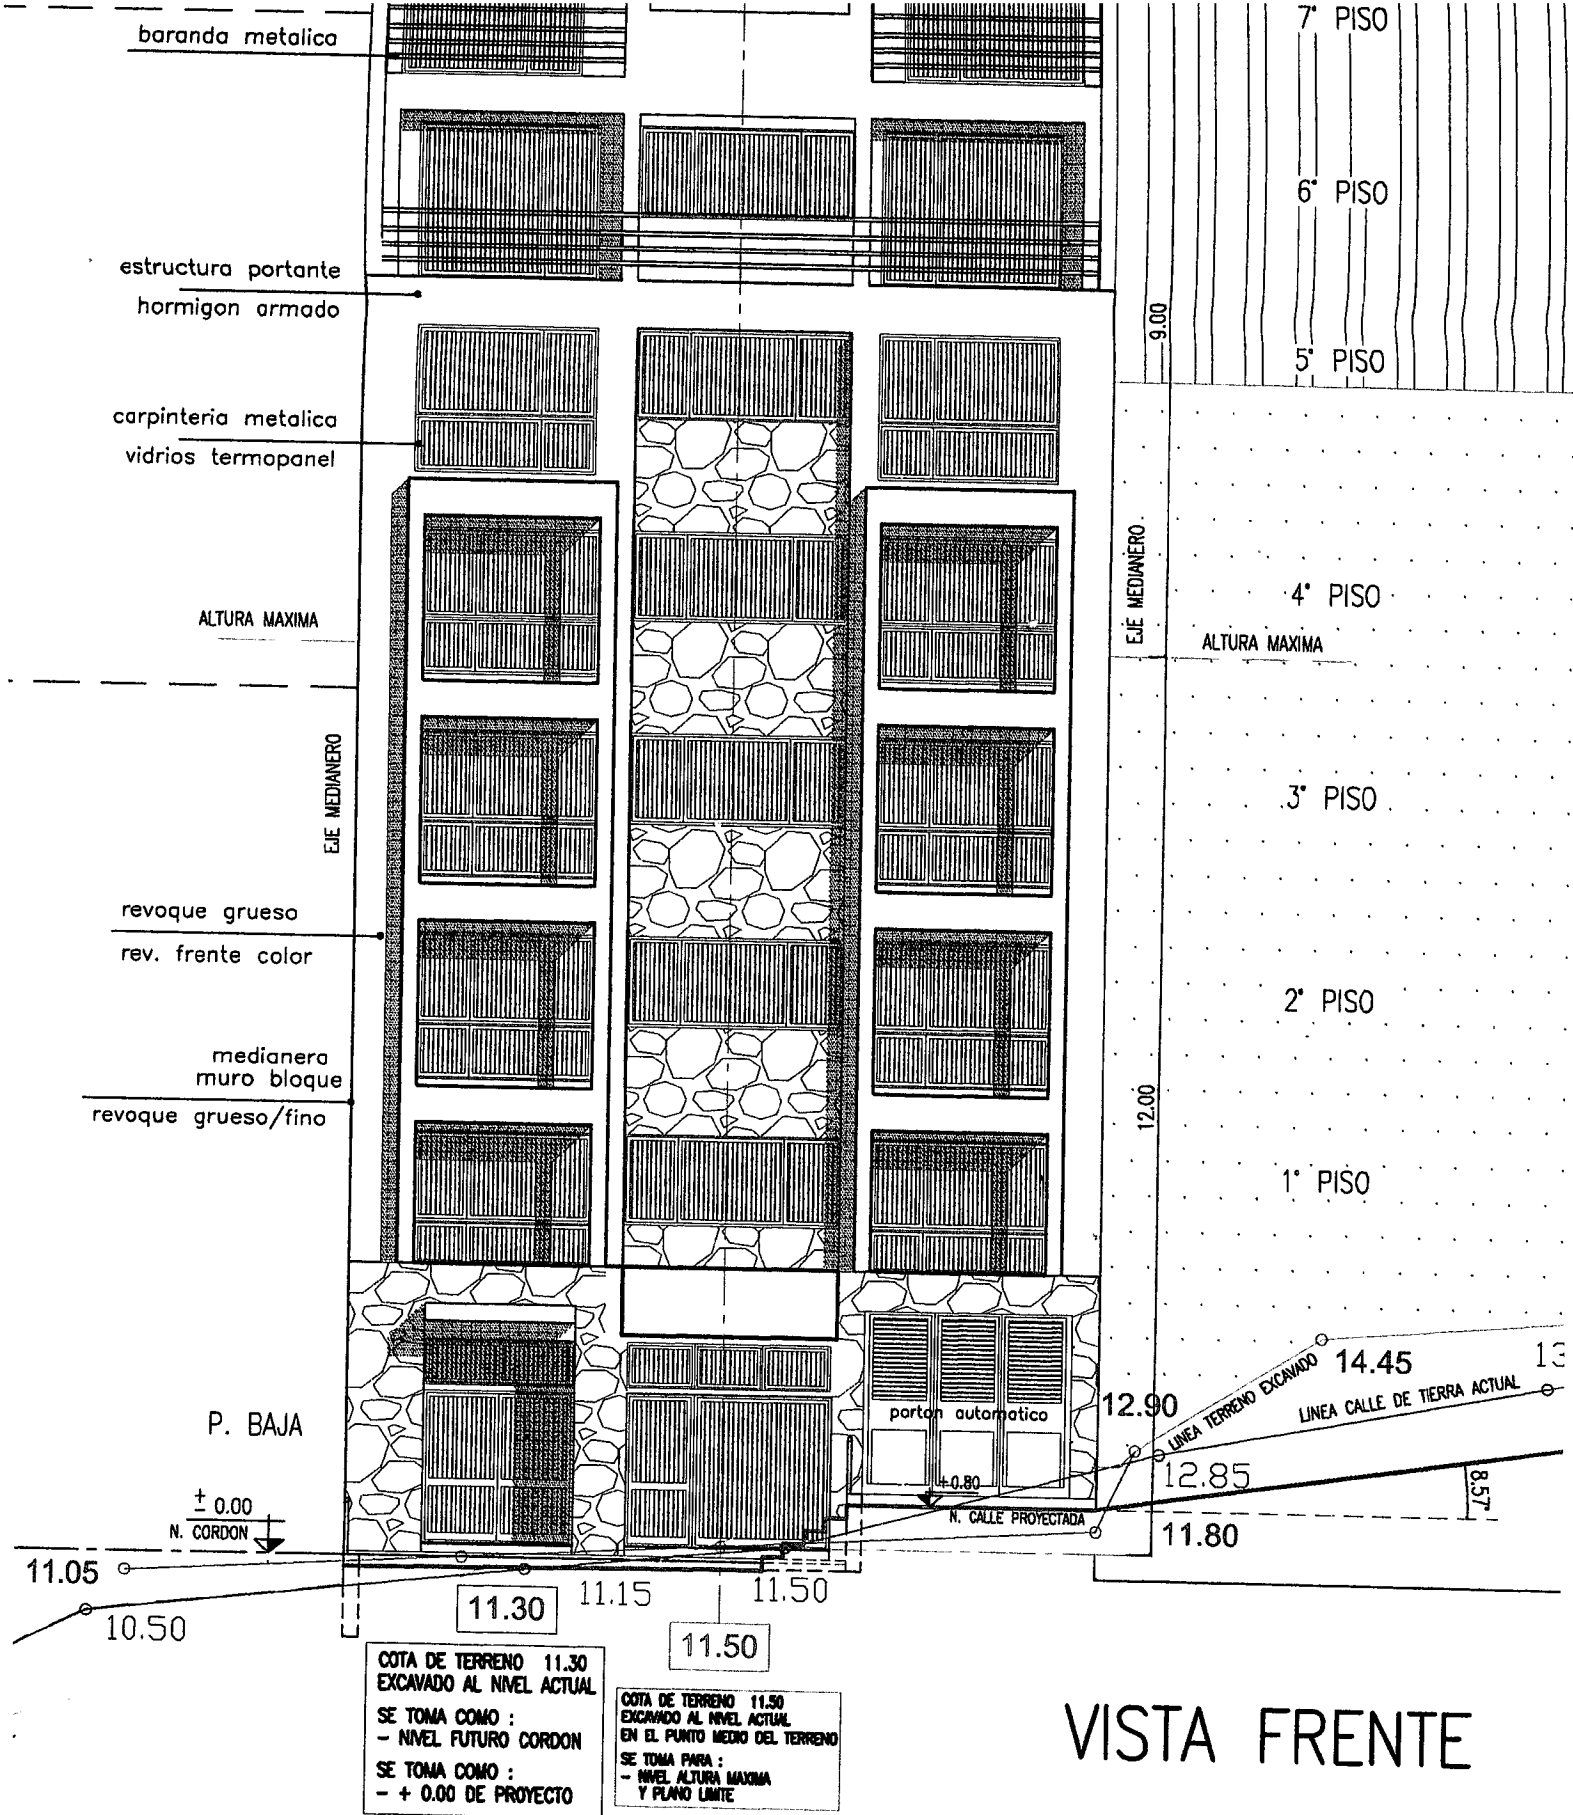 7° PISO
baranda metalica
6° PISO
estructura portante
hormigon armado
9.00
5° PISO
carpinteria metalica
vidrios termopanel
EJE MEDIANERO
4° PISO
ALTURA MAXIMA
ALTURA MAXIMA
EJE MEDIANERO
3° PISO
revoque grueso
rev. frente color
2° PISO
medianera
muro bloque
revoque grueso/fino
12.00
1° PISO
14.45
13
LINEA TERRENO EXCAVADO
LINEA CALLE DE TIERRA ACTUAL
12.90
porton automatico
P. BAJA
12.85
+0.80
8.57°
± 0.00
N. CORDON
N. CALLE PROYECTADA
11.80
11.05
10.50
11.30
11.15
11.50
11.50
COTA DE TERRENO 11.30
EXCAVADO AL NIVEL ACTUAL
SE TOMA COMO :
- NIVEL FUTURO CORDON
SE TOMA COMO :
- + 0.00 DE PROYECTO
COTA DE TERRENO 11.50
EXCAVADO AL NIVEL ACTUAL
EN EL PUNTO MEDIO DEL TERRENO
SE TOMA PARA :
- NIVEL ALTURA MAXIMA
Y PLANO LIMITE
VISTA FRENTE